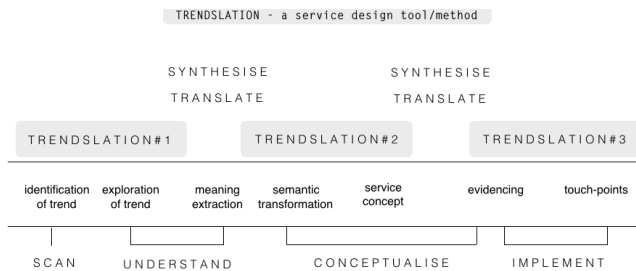 TRENDSLATION - a service design tool/method
SYNTHESISE
TRANSLATE
SYNTHESISE
TRANSLATE
TRENDSLATION#1
TRENDSLATION#2
TRENDSLATION#3
identification
of trend
exploration
of trend
meaning
extraction
semantic
transformation
service
concept
evidencing
touch-points
SCAN
UNDERSTAND
CONCEPTUALISE
IMPLEMENT